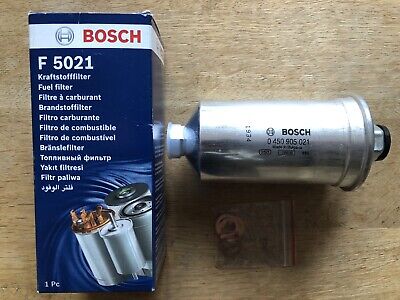 BOSCH
F 5021
Kraftstofffilter
Fuel filter
Filtre à carburant
Brandstoffilter
Filtro carburante
Filtro de combustible
Filtro de combustível
Bränslefilter
Топливный фильтр
Yakıt filtresi
Filtr paliwa
فلتر الوقود
1 Pc
1934
BOSCH
0 450 905 021